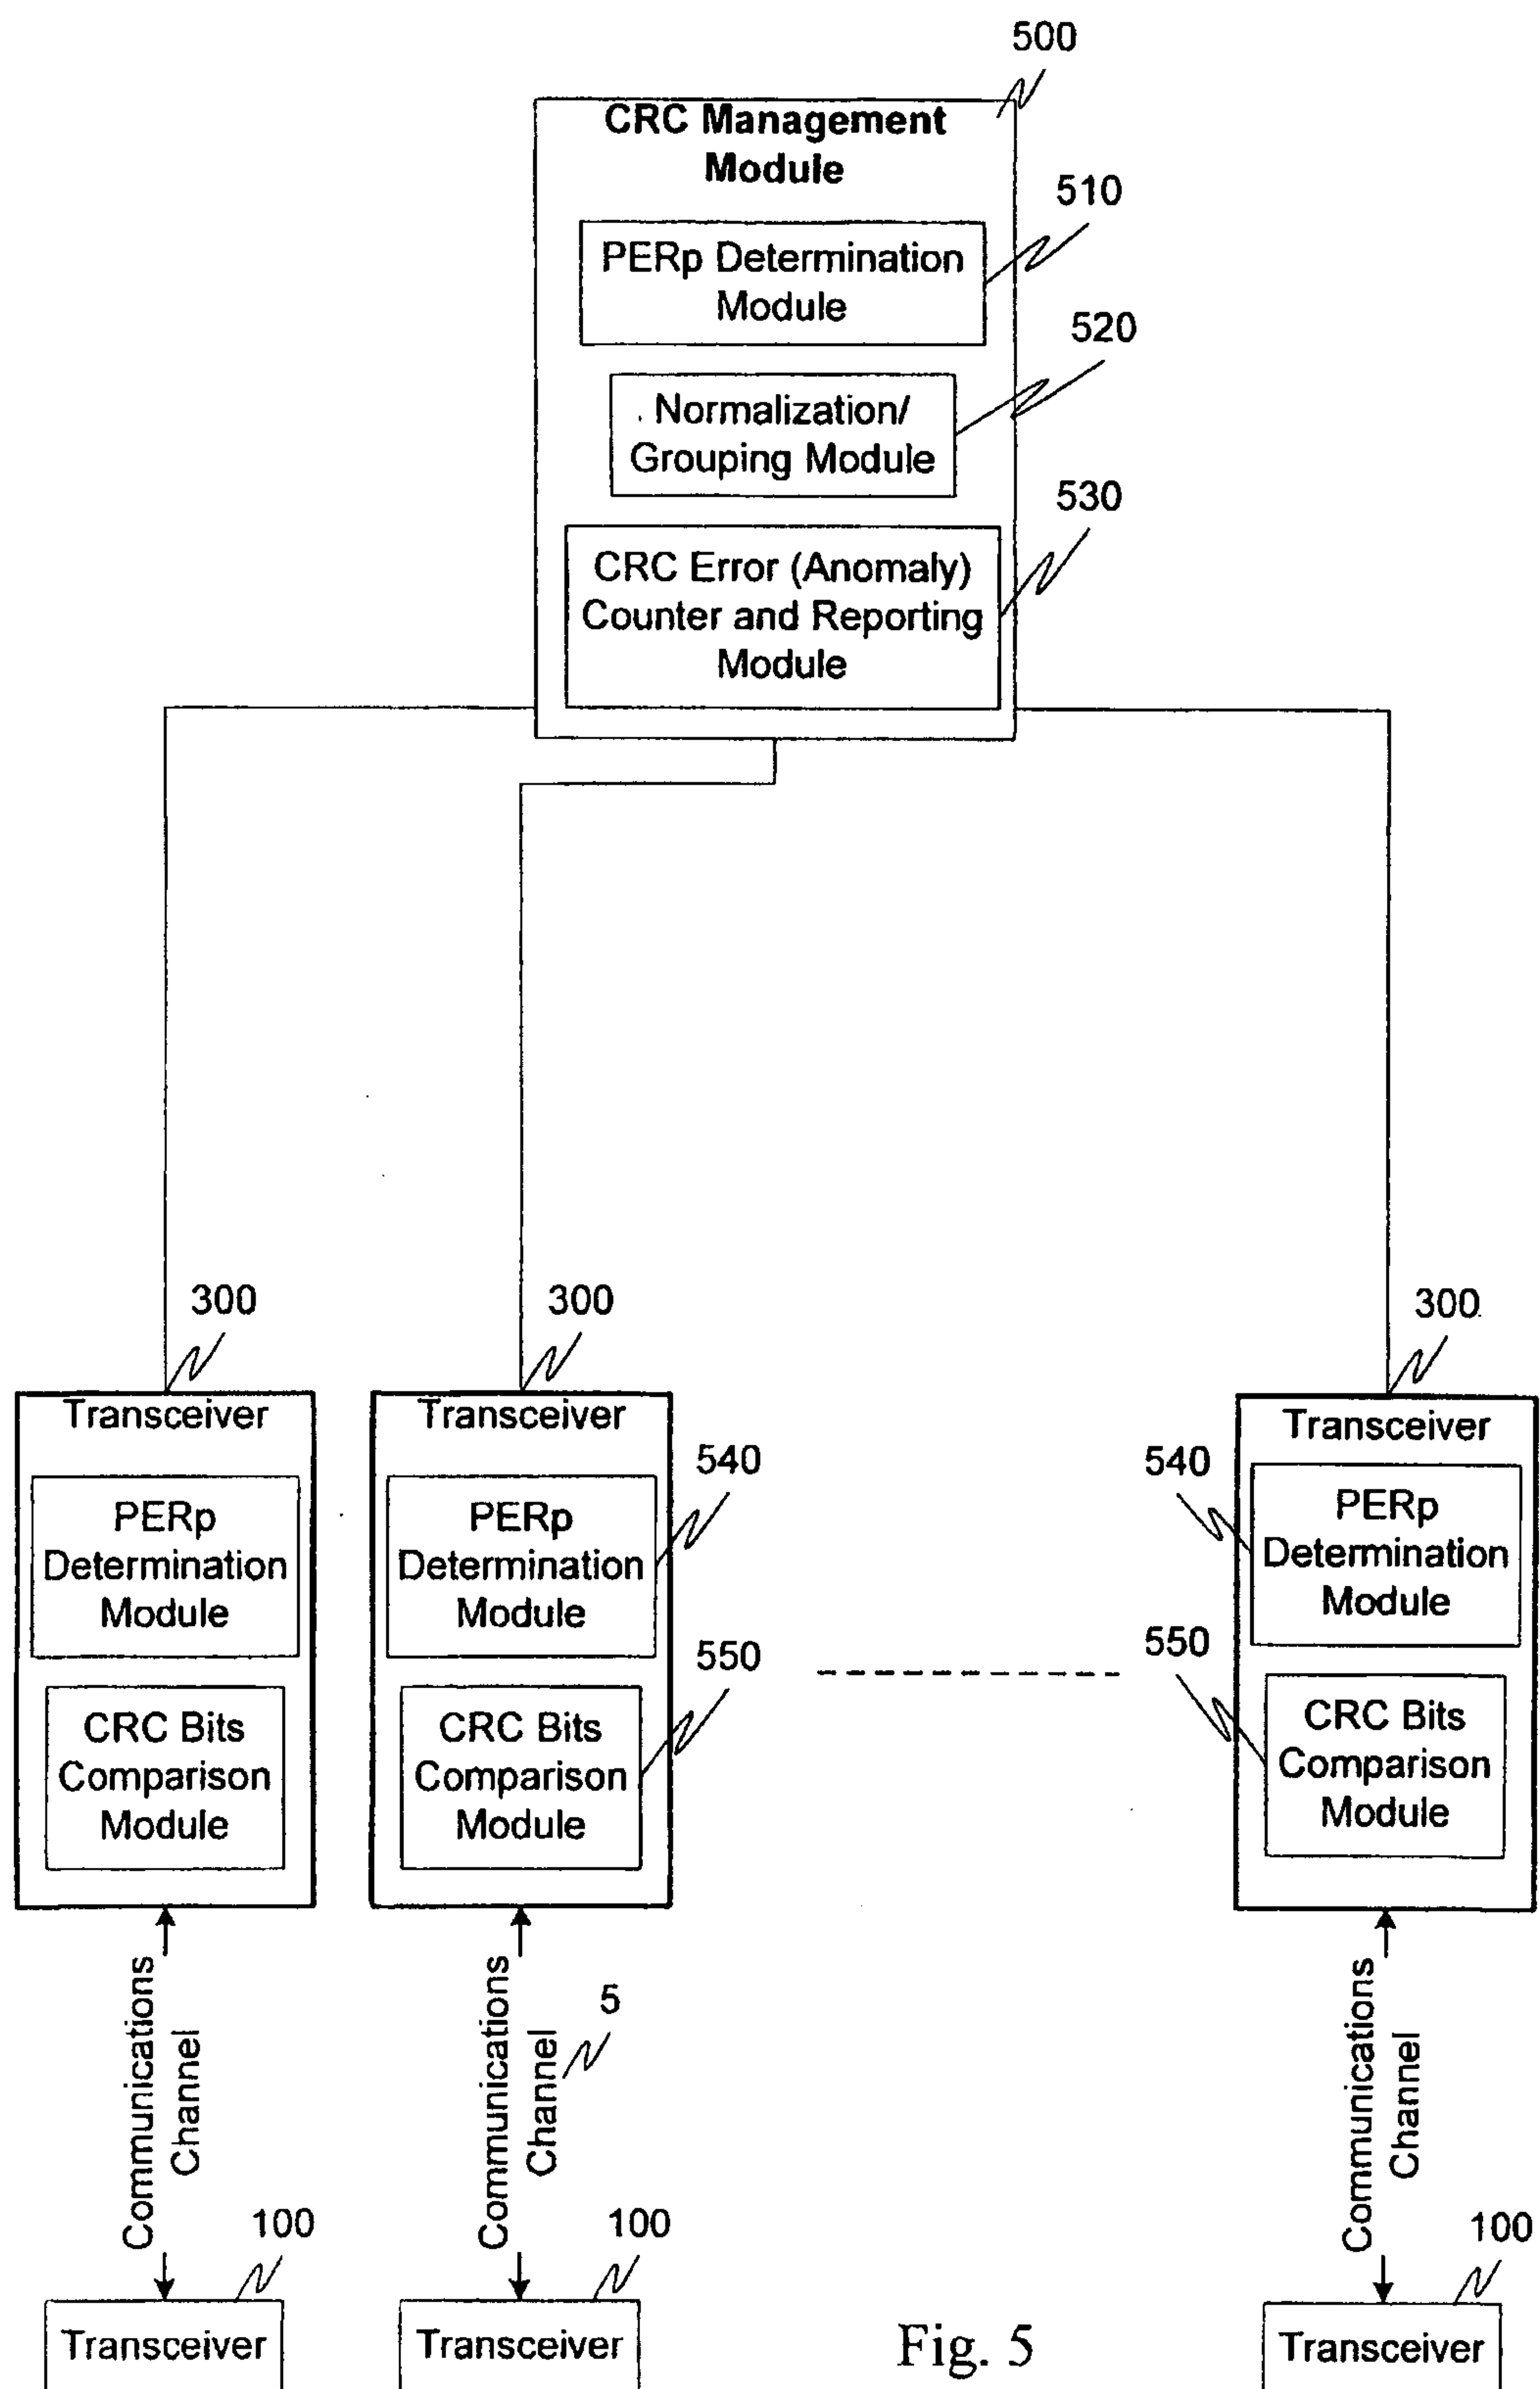 500
CRC Management
Module
510
PERp Determination
Module
520
Normalization/
Grouping Module
530
CRC Error (Anomaly)
Counter and Reporting
Module
300
300
300
Transceiver
PERp
Determination
Module
CRC Bits
Comparison
Module
Transceiver
540
PERp
Determination
Module
550
CRC Bits
Comparison
Module
Transceiver
540
PERp
Determination
Module
550
CRC Bits
Comparison
Module
Communications
Channel
Communications
Channel
5
Communications
Channel
100
Transceiver
100
Transceiver
100
Transceiver
Fig. 5